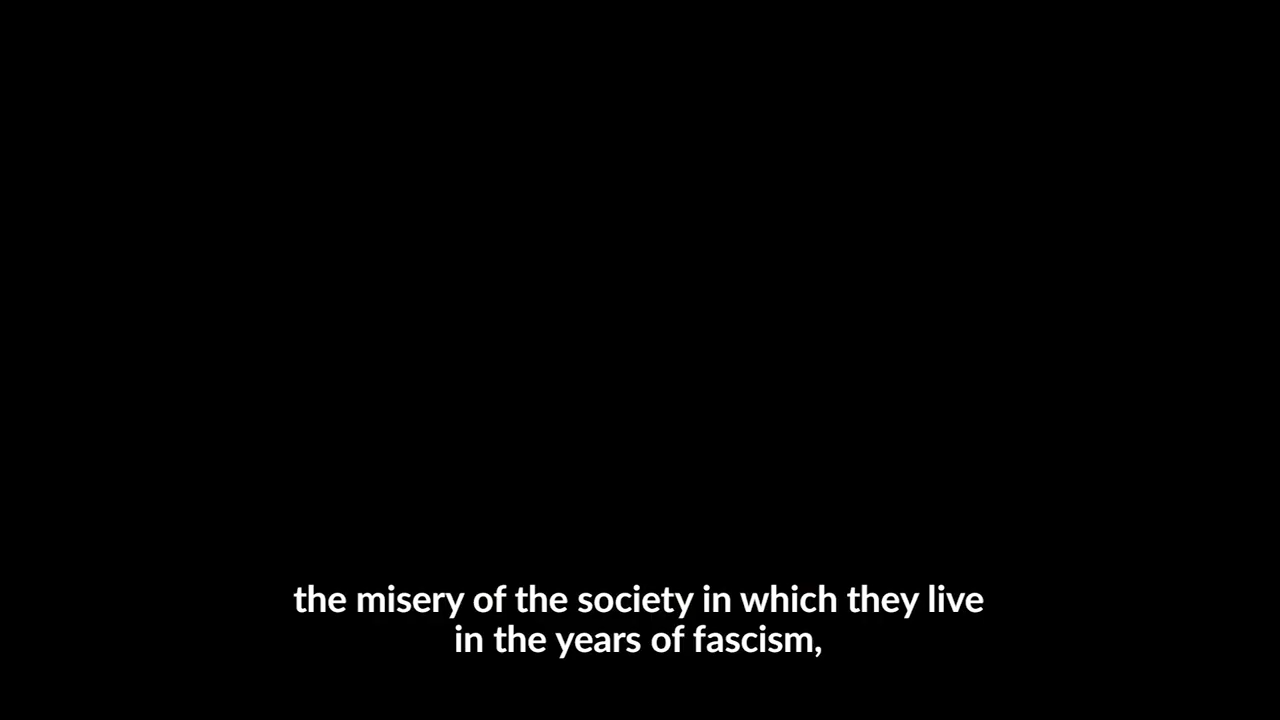 the misery of the society in which they live
in the years of fascism,